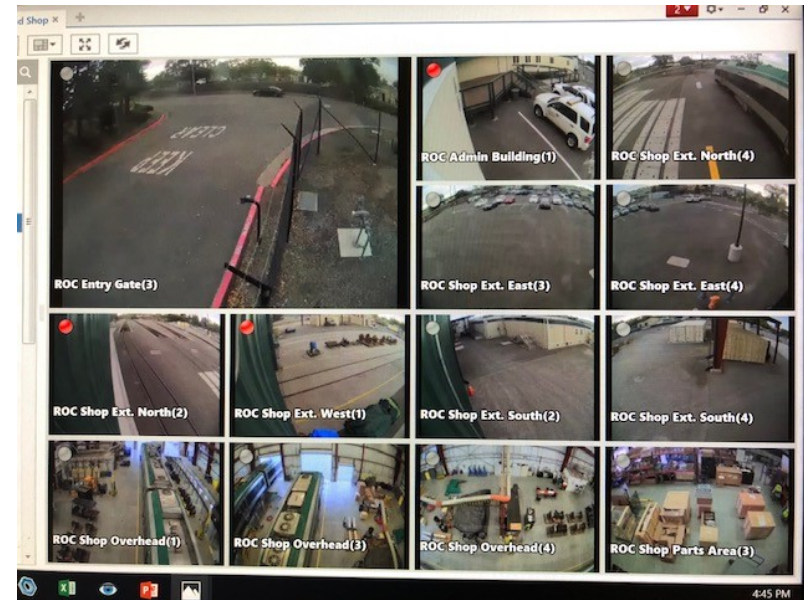 d Shop ×
2
ROC Entry Gate(3)
KEEP
CLEAR
ROC Admin Building(1)
ROC Shop Ext. North(4)
ROC Shop Ext. East(3)
ROC Shop Ext. East(4)
ROC Shop Ext. North(2)
ROC Shop Ext. West(1)
ROC Shop Ext. South(2)
ROC Shop Ext. South(4)
ROC Shop Overhead(1)
ROC Shop Overhead(3)
ROC Shop Overhead(4)
ROC Shop Parts Area(3)
4:45 PM